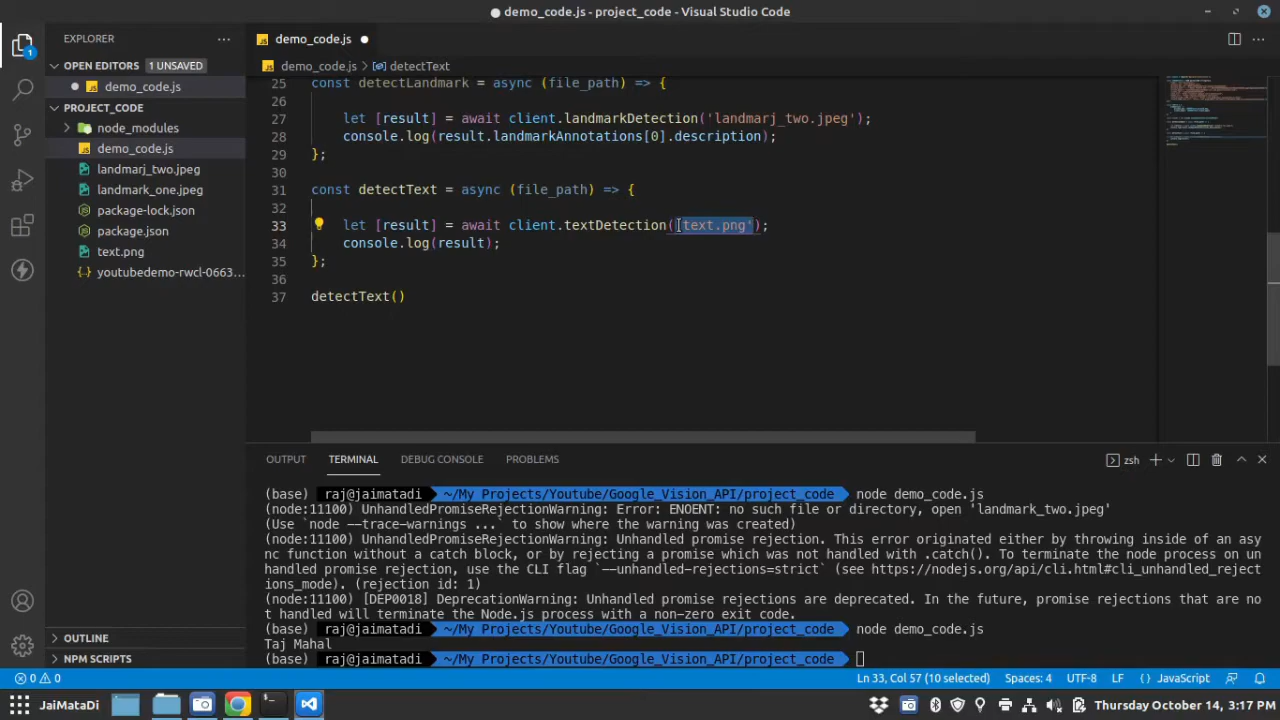 demo_code.js - project_code - Visual Studio Code
EXPLORER
OPEN EDITORS 1 UNSAVED
demo_code.js
PROJECT_CODE
node_modules
demo_code.js
landmarj_two.jpeg
landmark_one.jpeg
package-lock.json
package.json
text.png
youtubedemo-rwcl-0663...
OUTLINE
NPM SCRIPTS
1
demo_code.js
demo_code.js > detectText
25 const detectLandmark = async (file_path) => {
26
27 let [result] = await client.landmarkDetection('landmarj_two.jpeg');
28 console.log(result.landmarkAnnotations[0].description);
29 };
30
31 const detectText = async (file_path) => {
32
33 let [result] = await client.textDetection('text.png');
34 console.log(result);
35 };
36
37 detectText()
OUTPUT TERMINAL DEBUG CONSOLE PROBLEMS zsh
(base) raj@jaimatadi ~/My Projects/Youtube/Google_Vision_API/project_code node demo_code.js
(node:11100) UnhandledPromiseRejectionWarning: Error: ENOENT: no such file or directory, open 'landmark_two.jpeg'
(Use `node --trace-warnings ...` to show where the warning was created)
(node:11100) UnhandledPromiseRejectionWarning: Unhandled promise rejection. This error originated either by throwing inside of an asy
nc function without a catch block, or by rejecting a promise which was not handled with .catch(). To terminate the node process on un
handled promise rejection, use the CLI flag `--unhandled-rejections=strict` (see https://nodejs.org/api/cli.html#cli_unhandled_reject
ions_mode). (rejection id: 1)
(node:11100) [DEP0018] DeprecationWarning: Unhandled promise rejections are deprecated. In the future, promise rejections that are no
t handled will terminate the Node.js process with a non-zero exit code.
(base) raj@jaimatadi ~/My Projects/Youtube/Google_Vision_API/project_code node demo_code.js
Taj Mahal
(base) raj@jaimatadi ~/My Projects/Youtube/Google_Vision_API/project_code
0 0 Ln 33, Col 57 (10 selected) Spaces: 4 UTF-8 LF {} JavaScript
JaiMataDi Thursday October 14, 3:17 PM